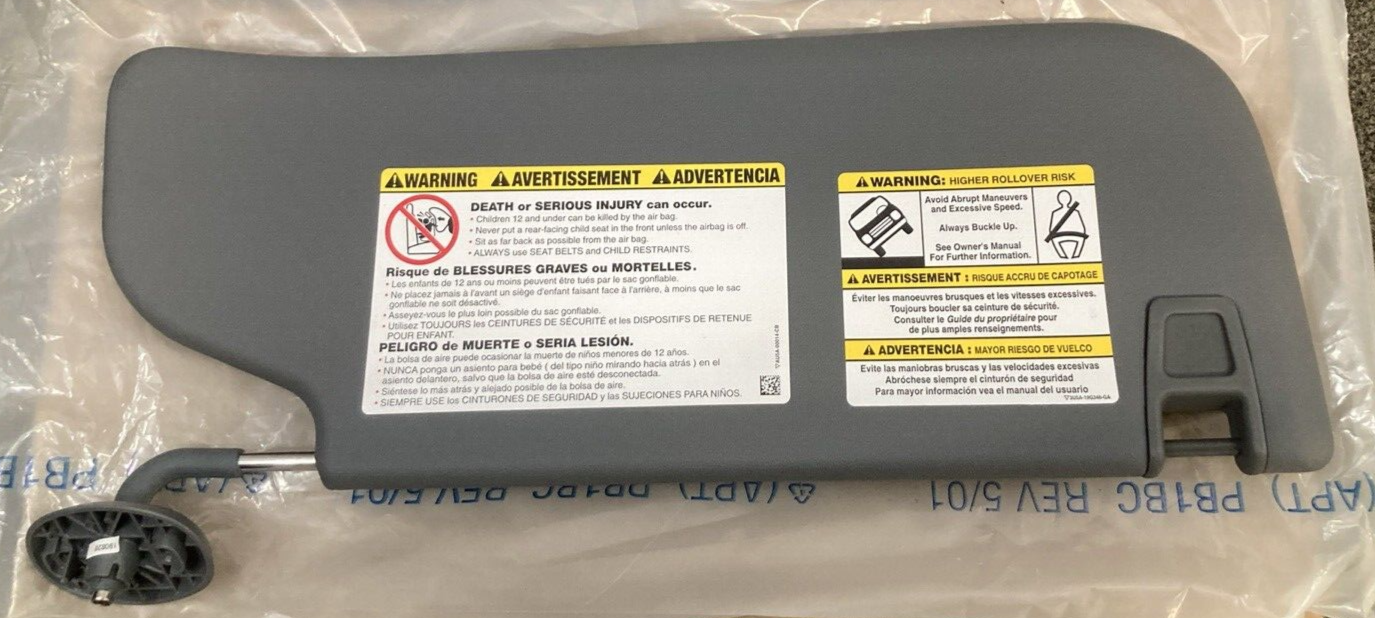 WARNING AVERTISSEMENT ADVERTENCIA
DEATH or SERIOUS INJURY can occur.
• Children 12 and under can be killed by the air bag.
• Never put a rear-facing child seat in the front unless the airbag is off.
• Sit as far back as possible from the air bag.
• ALWAYS use SEAT BELTS and CHILD RESTRAINTS.
Risque de BLESSURES GRAVES ou MORTELLES.
• Les enfants de 12 ans ou moins peuvent être tués par le sac gonflable.
• Ne placez jamais à l'avant un siège d'enfant faisant face à l'arrière, à moins que le sac
gonflable ne soit désactivé.
• Asseyez-vous le plus loin possible du sac gonflable.
• Utilisez TOUJOURS les CEINTURES DE SÉCURITÉ et les DISPOSITIFS DE RETENUE
POUR ENFANT.
PELIGRO de MUERTE o SERIA LESIÓN.
• La bolsa de aire puede ocasionar la muerte de niños menores de 12 años.
• NUNCA ponga un asiento para bebé ( del tipo niño mirando hacia atrás ) en el
asiento delantero, salvo que la bolsa de aire esté desconectada.
• Siéntese lo más atrás y alejado posible de la bolsa de aire.
• SIEMPRE USE los CINTURONES DE SEGURIDAD y las SUJECIONES PARA NIÑOS.
WARNING: HIGHER ROLLOVER RISK
Avoid Abrupt Maneuvers
and Excessive Speed.
Always Buckle Up.
See Owner's Manual
For Further Information.
AVERTISSEMENT : RISQUE ACCRU DE CAPOTAGE
Éviter les manoeuvres brusques et les vitesses excessives.
Toujours boucler sa ceinture de sécurité.
Consulter le Guide du propriétaire pour
de plus amples renseignements.
ADVERTENCIA : MAYOR RIESGO DE VUELCO
Evite las maniobras bruscas y las velocidades excesivas
Abróchese siempre el cinturón de seguridad
Para mayor información vea el manual del usuario
(APT) PB1BC REV 5/01
(APT) PB1BC REV 5/01
PB1B